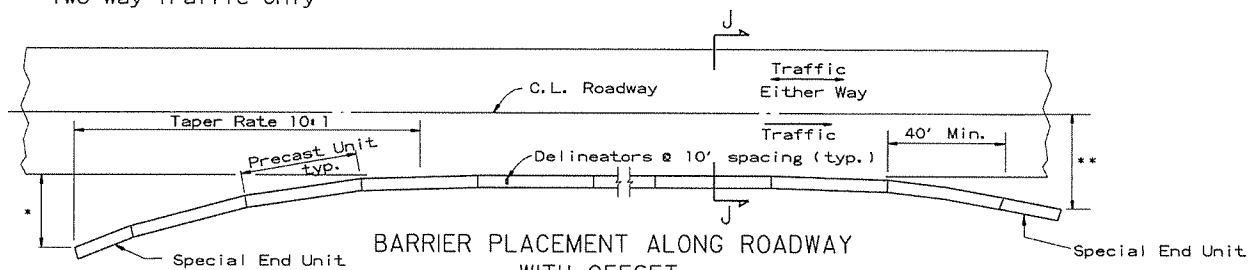 Two Way Traffic Only
J
Traffic
Either Way
C.L. Roadway
Taper Rate 10:1
Traffic
40' Min.
Precast Unit
typ.
Delineators @ 10' spacing (typ.)
*
**
J
BARRIER PLACEMENT ALONG ROADWAY
WITH OFFSET
Special End Unit
Special End Unit